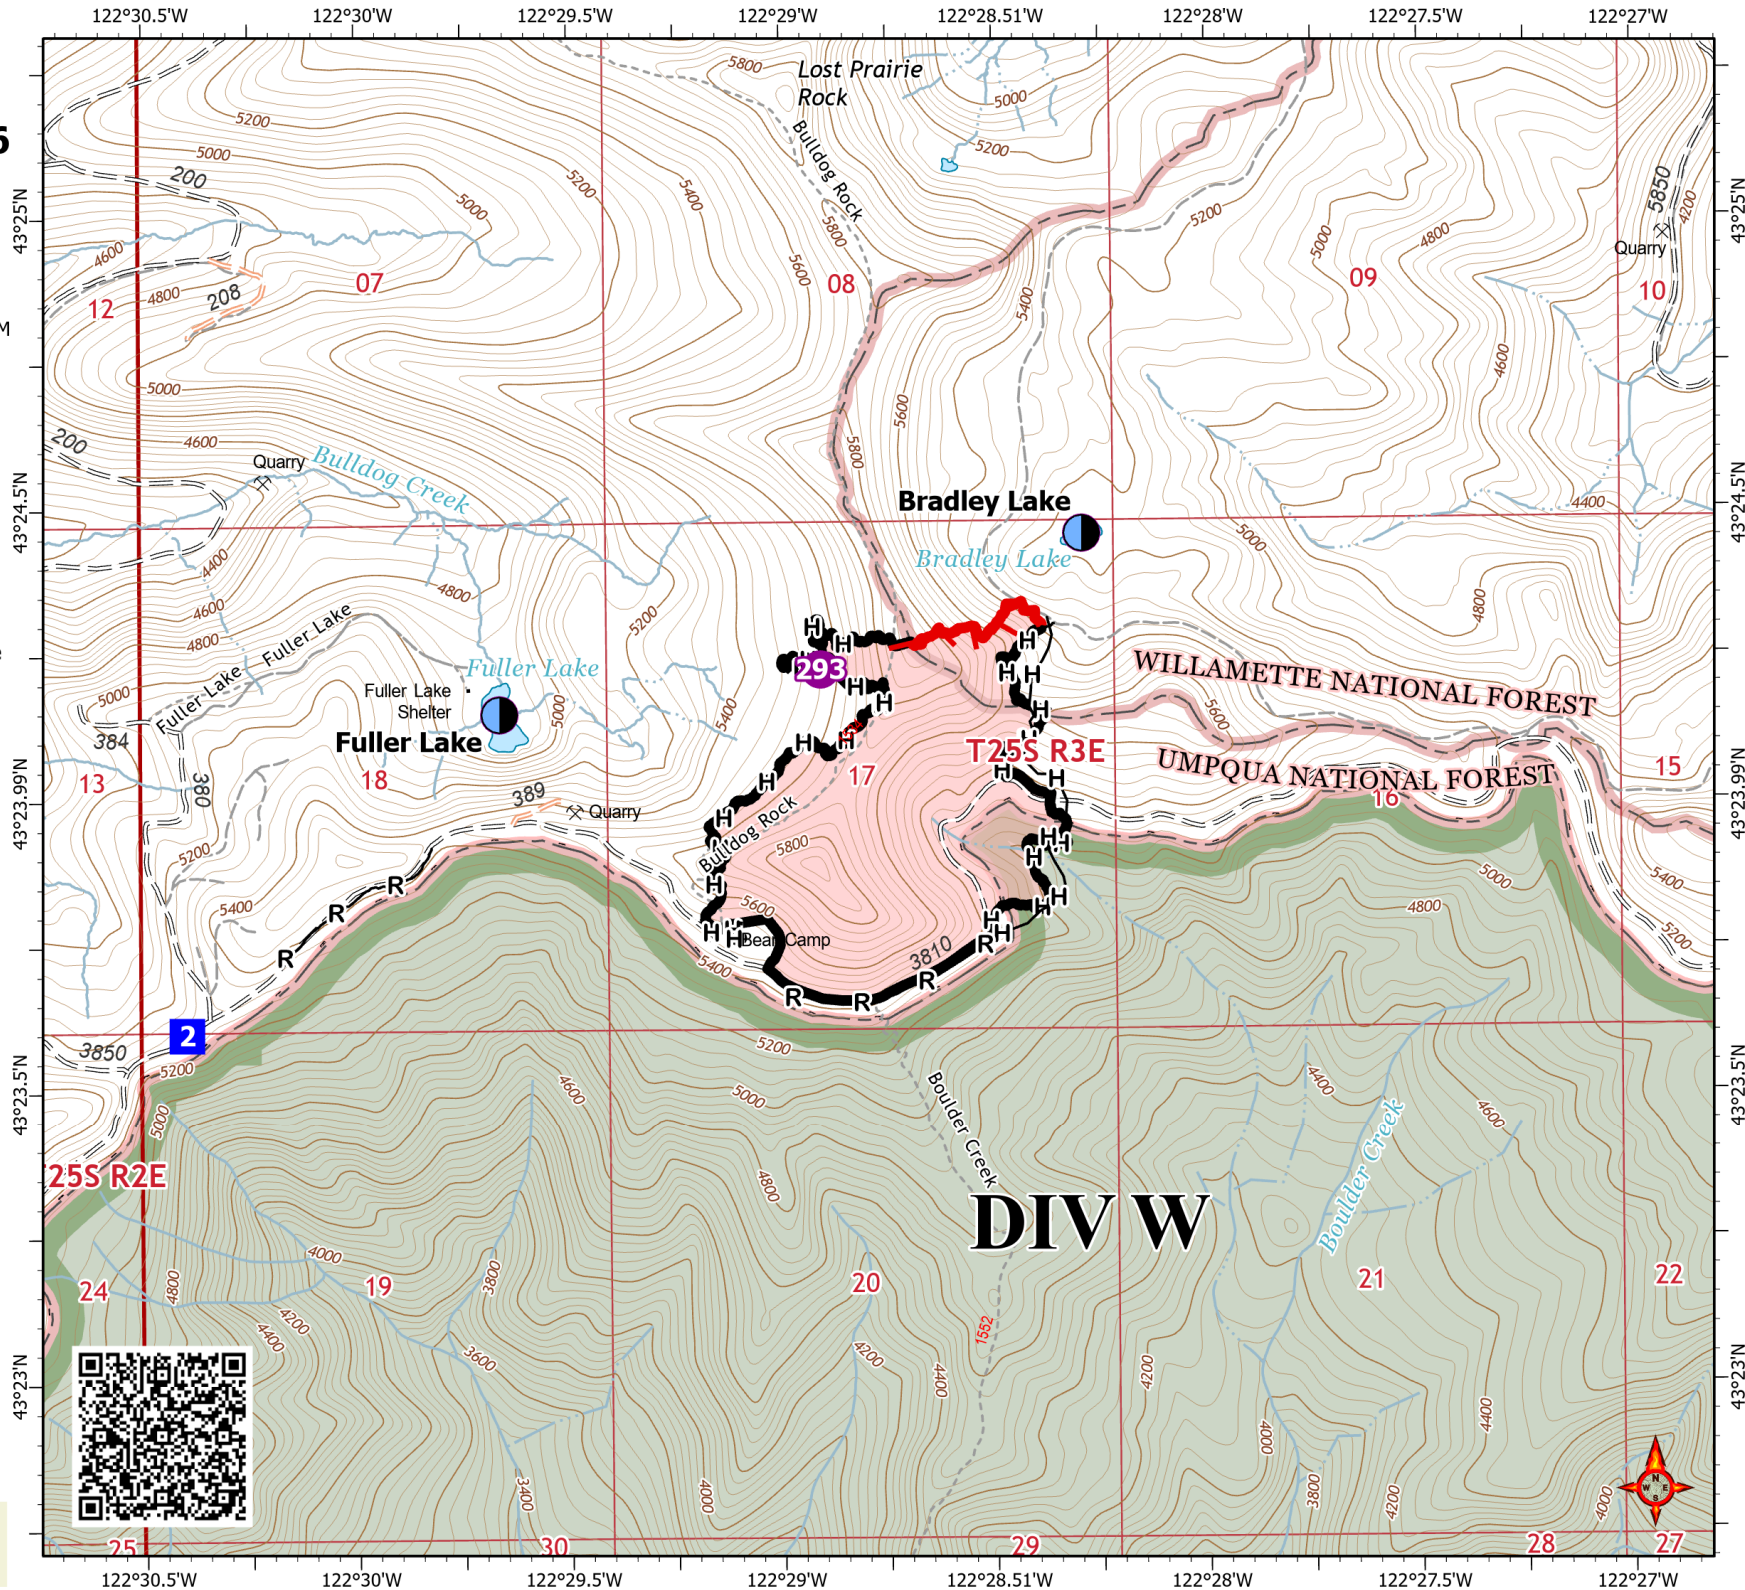 122°30.5'W 122°30'W 122°29.5'W 122°29'W 122°28.51'W 122°28'W 122°27.5'W 122°27'W
5800
Lost Prairie
Rock
5000
5200
5200
6
5000
200
5200
5400
5000
Bulldog Rock
5800
5200
5850
4200
43°25'N
43°25'N
4600
4800
208
5600
5000
4800
Quarry
12
07
08
09
10
M
5400
5000
5600
4600
200
4600
Quarry
Bulldog Creek
5800
Bradley Lake
4400
43°24.5'N
43°24.5'N
5000
Bradley Lake
4400
4800
4600
4800
4800
5200
Fuller Lake
H
H
H
293
Fuller Lake
Fuller Lake
Fuller Lake
Shelter
WILLAMETTE NATIONAL FOREST
5000
5000
5400
H
H
H
H
H
5600
384
Fuller Lake
H
H
H
T25S R3E
UMPQUA NATIONAL FOREST
13
18
17
16
15
380
389
Quarry
H
H
H
H
43°23.99'N
43°23.99'N
Bulldog Rock
5800
H
H
H
H
5200
5400
R
R
R
H
5600
H
H
H
Bear Camp
5400
3810
H
H
H
H
R
R
R
R
5000
4800
5400
5200
2
3850
5200
5200
5000
43°23.5'N
43°23.5'N
4600
5000
Boulder Creek
4400
4600
25S R2E
4800
DIV W
Boulder Creek
4000
3800
4800
24
19
20
21
22
4200
4400
3600
4200
4400
1552
4200
4400
43°23'N
43°23'N
3400
4000
4000
3800
4200
4000
N
W E
S
25
30
29
28
27
122°30.5'W 122°30'W 122°29.5'W 122°29'W 122°28.51'W 122°28'W 122°27.5'W 122°27'W